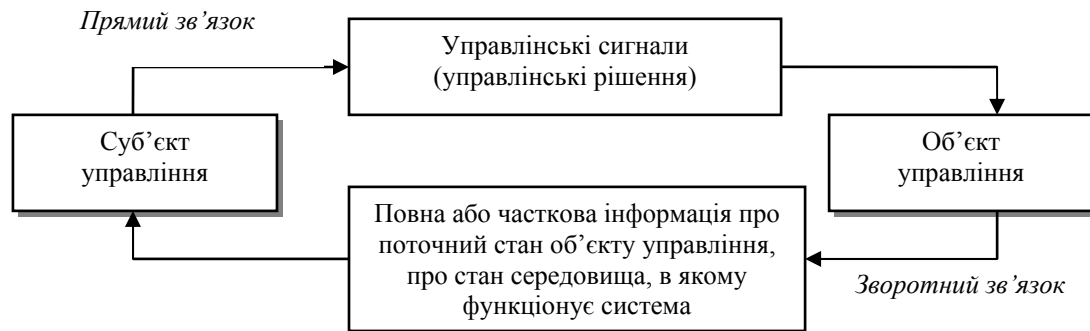 Прямий зв’язок
Управлінські сигнали
(управлінські рішення)
Суб’єкт
управління
Об’єкт
управління
Повна або часткова інформація про
поточний стан об’єкту управління,
про стан середовища, в якому
функціонує система
Зворотний зв’язок